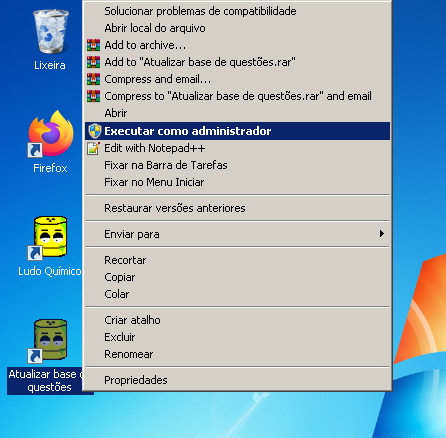 Lixeira
Firefox
Ludo Químico
Atualizar base d
questões
Solucionar problemas de compatibilidade
Abrir local do arquivo
Add to archive...
Add to "Atualizar base de questões.rar"
Compress and email...
Compress to "Atualizar base de questões.rar" and email
Abrir
Executar como administrador
Edit with Notepad++
Fixar na Barra de Tarefas
Fixar no Menu Iniciar
Restaurar versões anteriores
Enviar para
Recortar
Copiar
Colar
Criar atalho
Excluir
Renomear
Propriedades